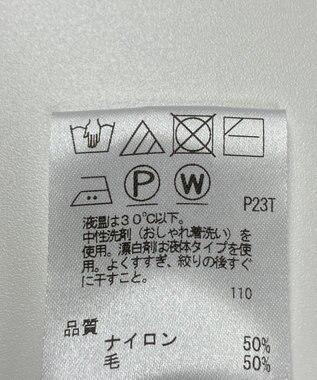 P W
P23T
液温は30℃以下。
中性洗剤(おしゃれ着洗い)を
使用。漂白剤は液体タイプを使
用。よくすすぎ、絞りの後すぐ
に干すこと。
110
品質
ナイロン 50%
毛 50%